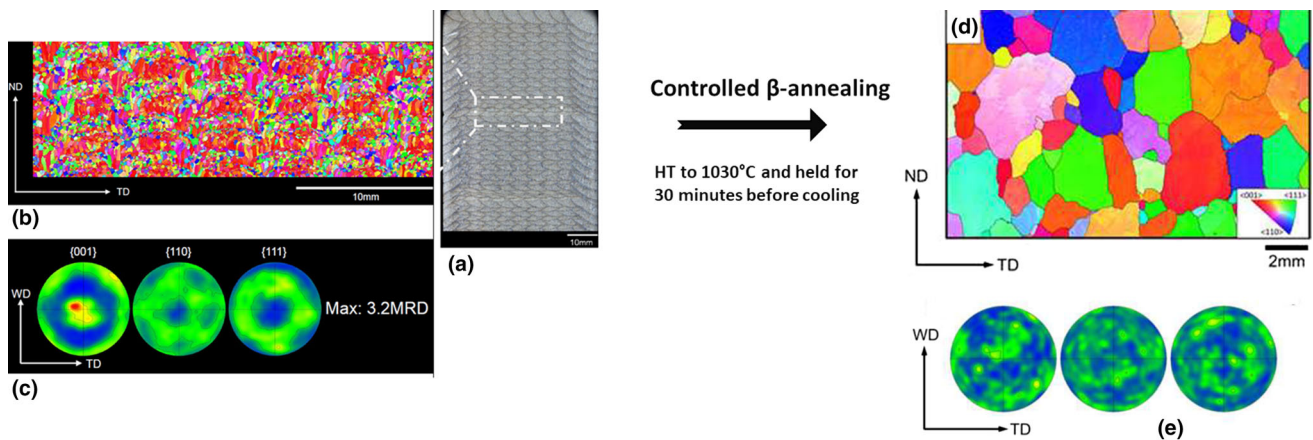 ND
TD
10mm
(b)
{001}
{110}
{111}
WD
TD
Max: 3.2MRD
(c)
10mm
(a)
Controlled β-annealing
HT to 1030°C and held for
30 minutes before cooling
(d)
ND
TD
<001>
<111>
<110>
2mm
WD
TD
(e)